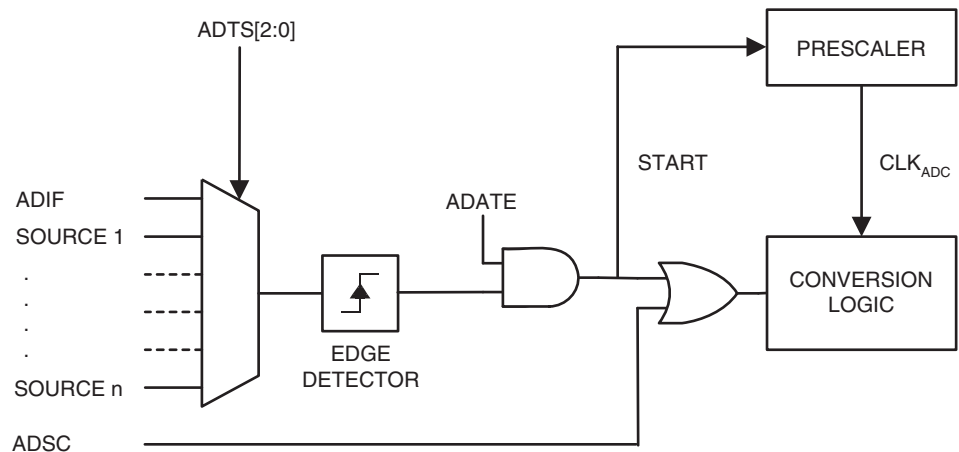 ADTS[2:0]
PRESCALER
START
CLKADC
ADIF
ADATE
SOURCE 1
.
.
.
.
CONVERSION
LOGIC
EDGE
DETECTOR
SOURCE n
ADSC